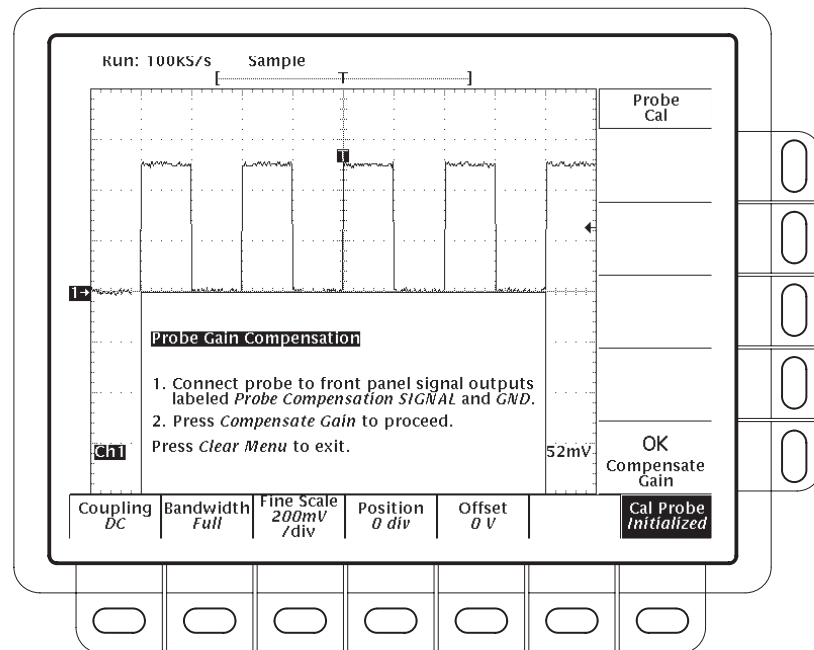 Run: 100kS/s Sample
[ T ]
Probe
Cal
T
1→
Probe Gain Compensation
1. Connect probe to front panel signal outputs
labeled Probe Compensation SIGNAL and GND.
2. Press Compensate Gain to proceed.
Press Clear Menu to exit.
Ch1
52mV
OK
Compensate
Gain
Coupling
DC
Bandwidth
Full
Fine Scale
200mV
/div
Position
0 div
Offset
0 V
Cal Probe
Initialized